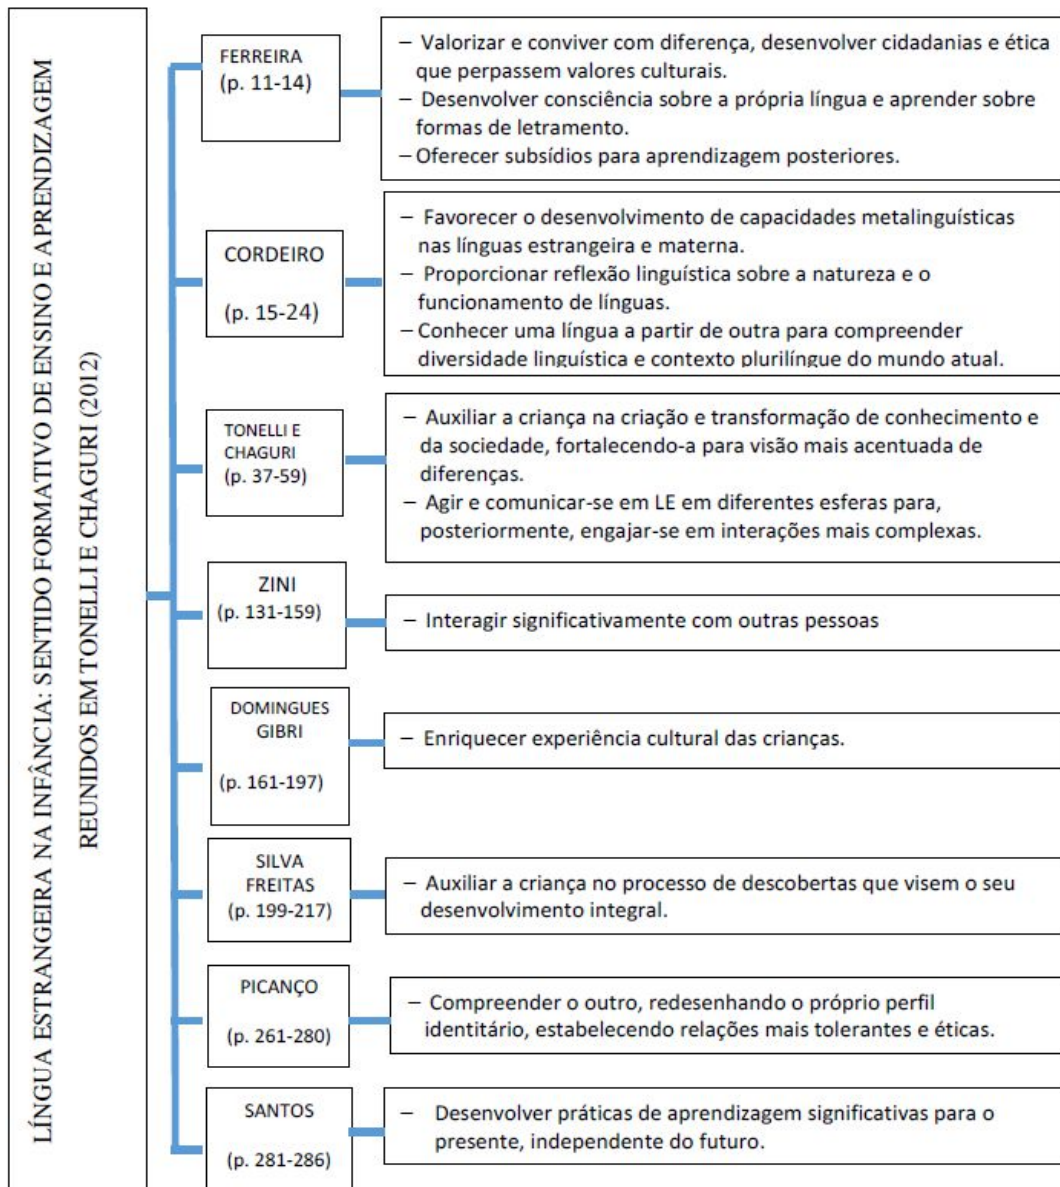 LÍNGUA ESTRANGEIRA NA INFÂNCIA: SENTIDO FORMATIVO DE ENSINO E APRENDIZAGEM
REUNIDOS EM TONELLI E CHAGURI (2012)
FERREIRA
(p. 11-14)
– Valorizar e conviver com diferença, desenvolver cidadanias e ética
que perpassem valores culturais.
– Desenvolver consciência sobre a própria língua e aprender sobre
formas de letramento.
– Oferecer subsídios para aprendizagem posteriores.
CORDEIRO
(p. 15-24)
– Favorecer o desenvolvimento de capacidades metalinguísticas
nas línguas estrangeira e materna.
– Proporcionar reflexão linguística sobre a natureza e o
funcionamento de línguas.
– Conhecer uma língua a partir de outra para compreender
diversidade linguística e contexto plurilíngue do mundo atual.
TONELLI E
CHAGURI
(p. 37-59)
– Auxiliar a criança na criação e transformação de conhecimento e
da sociedade, fortalecendo-a para visão mais acentuada de
diferenças.
– Agir e comunicar-se em LE em diferentes esferas para,
posteriormente, engajar-se em interações mais complexas.
ZINI
(p. 131-159)
– Interagir significativamente com outras pessoas
DOMINGUES
GIBRI
(p. 161-197)
– Enriquecer experiência cultural das crianças.
SILVA
FREITAS
(p. 199-217)
– Auxiliar a criança no processo de descobertas que visem o seu
desenvolvimento integral.
PICANÇO
(p. 261-280)
– Compreender o outro, redesenhando o próprio perfil
identitário, estabelecendo relações mais tolerantes e éticas.
SANTOS
(p. 281-286)
– Desenvolver práticas de aprendizagem significativas para o
presente, independente do futuro.